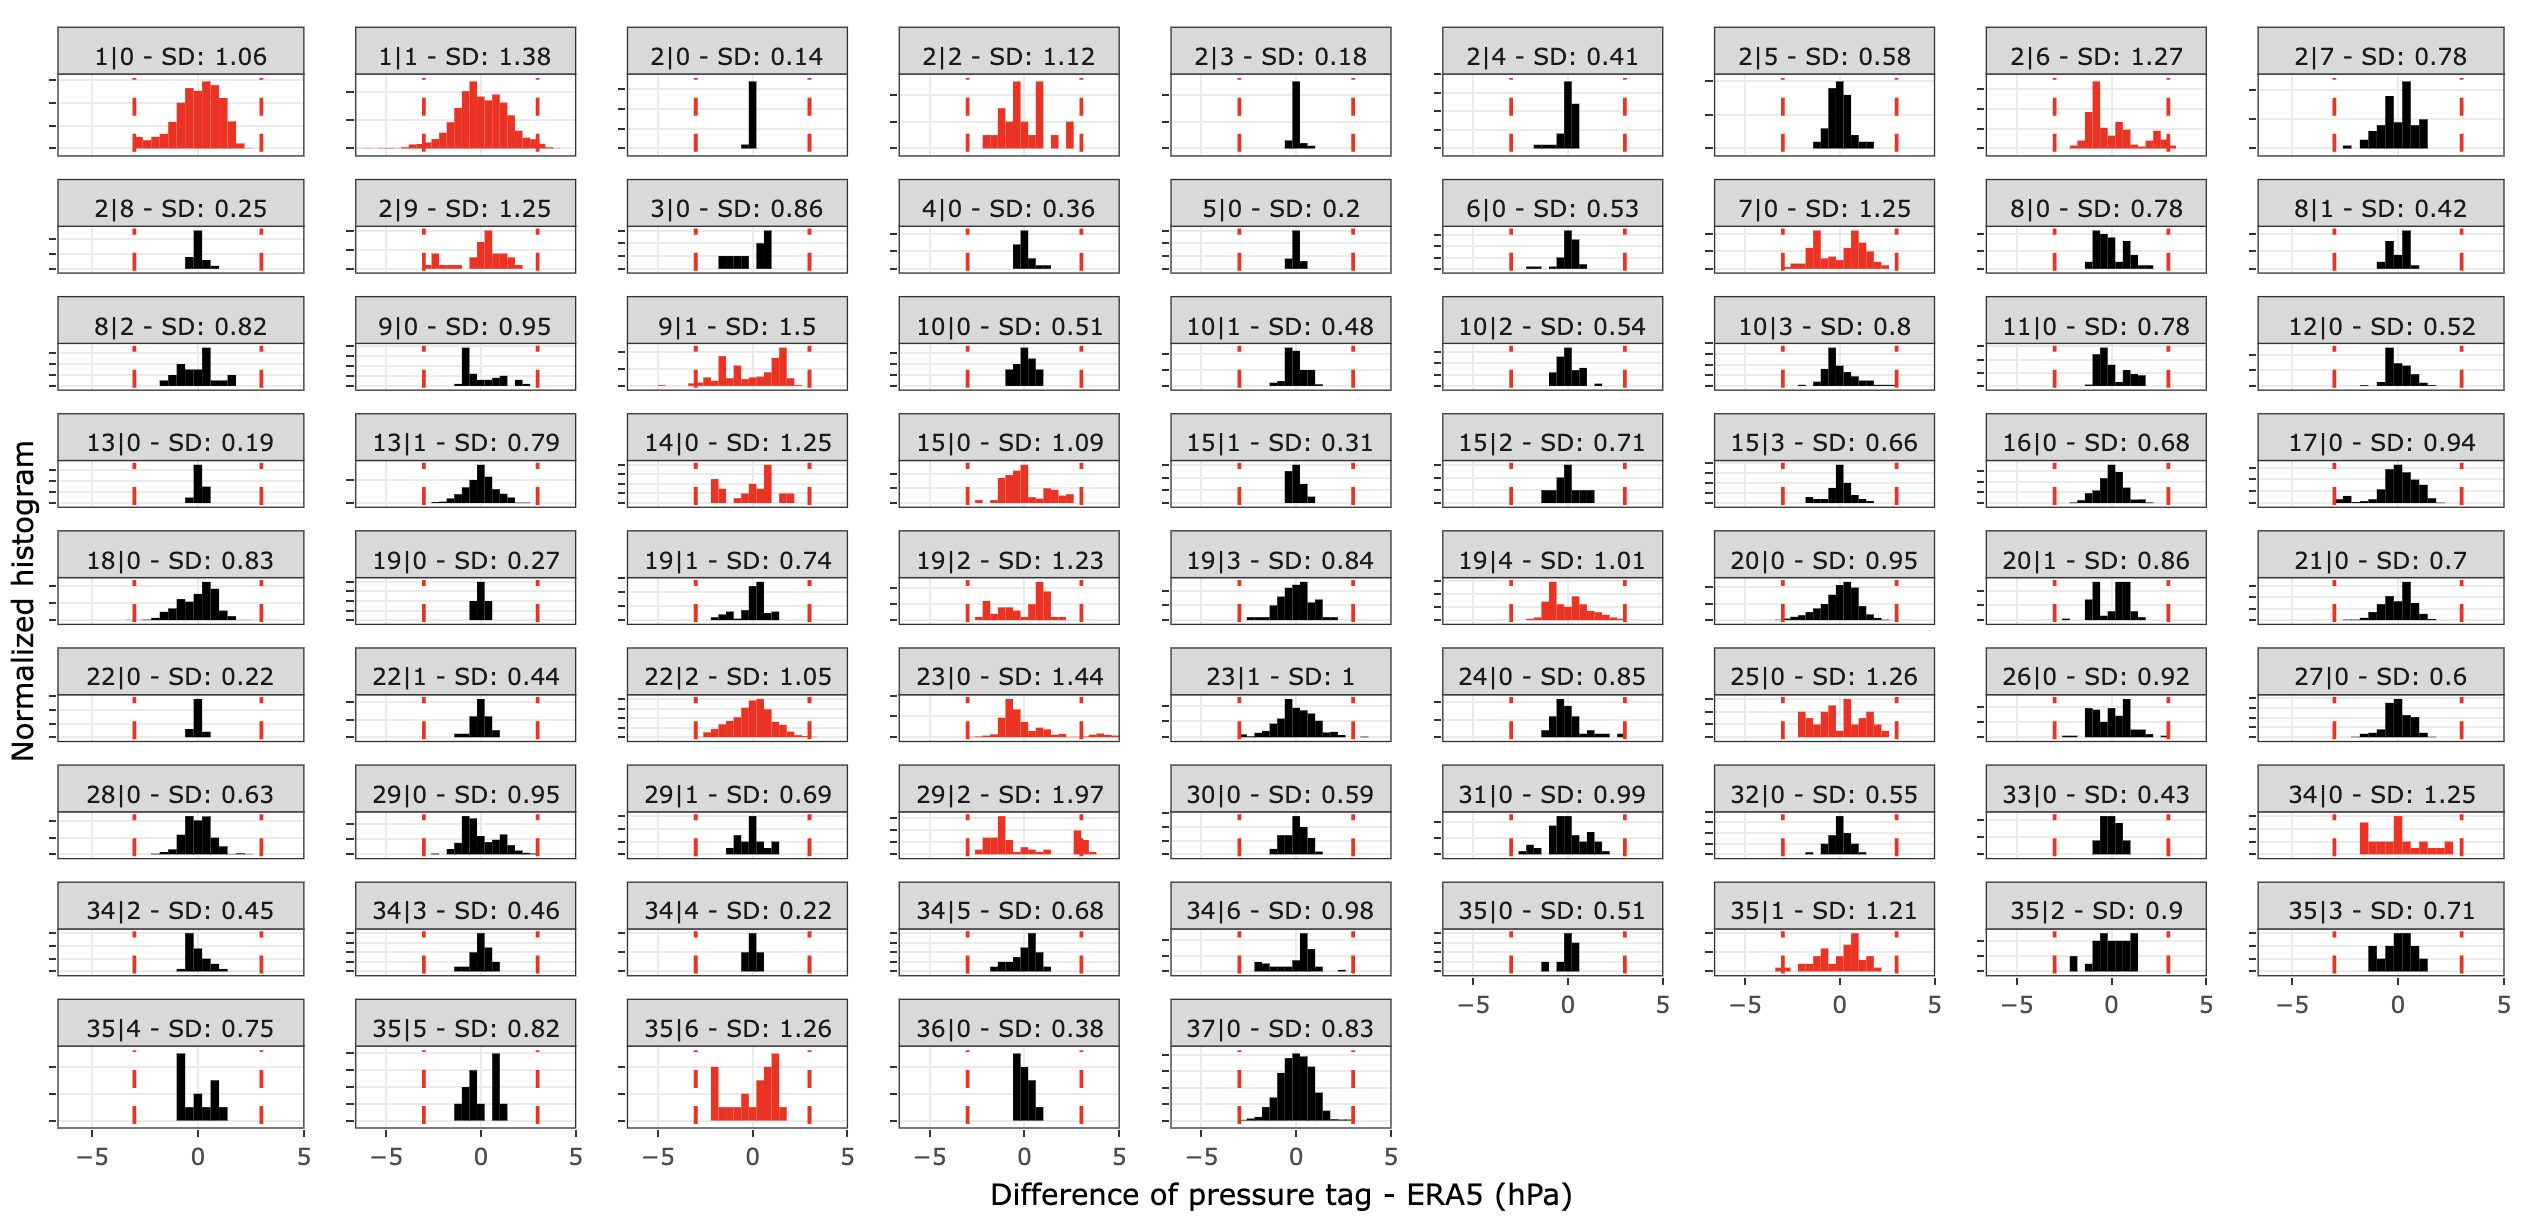 1|0 - SD: 1.06 1|1 - SD: 1.38 2|0 - SD: 0.14 2|2 - SD: 1.12 2|3 - SD: 0.18 2|4 - SD: 0.41 2|5 - SD: 0.58 2|6 - SD: 1.27 2|7 - SD: 0.78
2|8 - SD: 0.25 2|9 - SD: 1.25 3|0 - SD: 0.86 4|0 - SD: 0.36 5|0 - SD: 0.2 6|0 - SD: 0.53 7|0 - SD: 1.25 8|0 - SD: 0.78 8|1 - SD: 0.42
8|2 - SD: 0.82 9|0 - SD: 0.95 9|1 - SD: 1.5 10|0 - SD: 0.51 10|1 - SD: 0.48 10|2 - SD: 0.54 10|3 - SD: 0.8 11|0 - SD: 0.78 12|0 - SD: 0.52
13|0 - SD: 0.19 13|1 - SD: 0.79 14|0 - SD: 1.25 15|0 - SD: 1.09 15|1 - SD: 0.31 15|2 - SD: 0.71 15|3 - SD: 0.66 16|0 - SD: 0.68 17|0 - SD: 0.94
18|0 - SD: 0.83 19|0 - SD: 0.27 19|1 - SD: 0.74 19|2 - SD: 1.23 19|3 - SD: 0.84 19|4 - SD: 1.01 20|0 - SD: 0.95 20|1 - SD: 0.86 21|0 - SD: 0.7
22|0 - SD: 0.22 22|1 - SD: 0.44 22|2 - SD: 1.05 23|0 - SD: 1.44 23|1 - SD: 1 24|0 - SD: 0.85 25|0 - SD: 1.26 26|0 - SD: 0.92 27|0 - SD: 0.6
28|0 - SD: 0.63 29|0 - SD: 0.95 29|1 - SD: 0.69 29|2 - SD: 1.97 30|0 - SD: 0.59 31|0 - SD: 0.99 32|0 - SD: 0.55 33|0 - SD: 0.43 34|0 - SD: 1.25
34|2 - SD: 0.45 34|3 - SD: 0.46 34|4 - SD: 0.22 34|5 - SD: 0.68 34|6 - SD: 0.98 35|0 - SD: 0.51 35|1 - SD: 1.21 35|2 - SD: 0.9 35|3 - SD: 0.71
−5 0 5 −5 0 5 −5 0 5 −5 0 5
35|4 - SD: 0.75 35|5 - SD: 0.82 35|6 - SD: 1.26 36|0 - SD: 0.38 37|0 - SD: 0.83
−5 0 5 −5 0 5 −5 0 5 −5 0 5 −5 0 5
Difference of pressure tag - ERA5 (hPa)
Normalized histogram